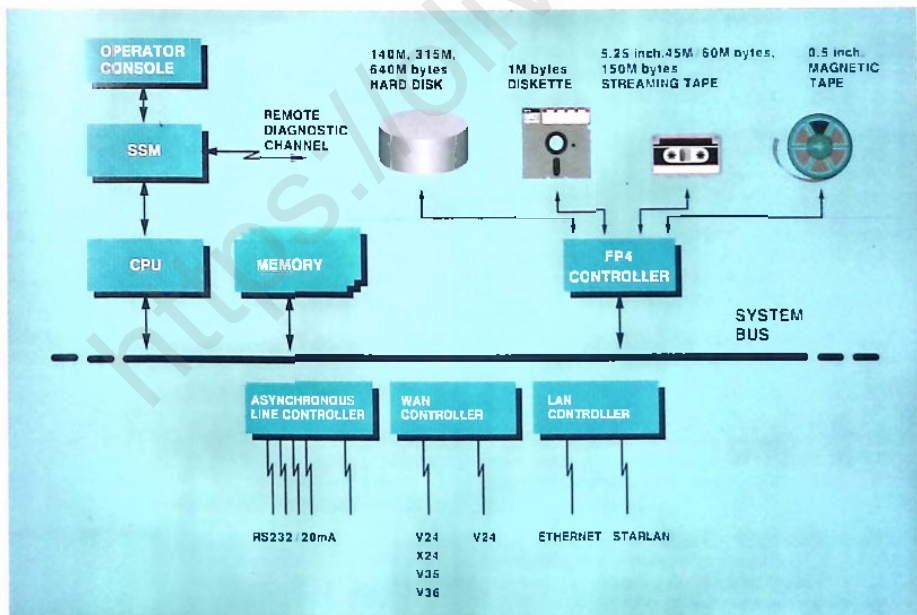 OPERATOR
CONSOLE
SSM
REMOTE
DIAGNOSTIC
CHANNEL
CPU
MEMORY
140M, 315M,
640M bytes
HARD DISK
1M bytes
DISKETTE
5.25 inch.45M/60M bytes,
150M bytes
STREAMING TAPE
0.5 inch.
MAGNETIC
TAPE
FP4
CONTROLLER
SYSTEM
BUS
ASYNCHRONOUS
LINE CONTROLLER
WAN
CONTROLLER
LAN
CONTROLLER
RS232/20mA
V24
X24
V35
V36
V24
ETHERNET
STARLAN